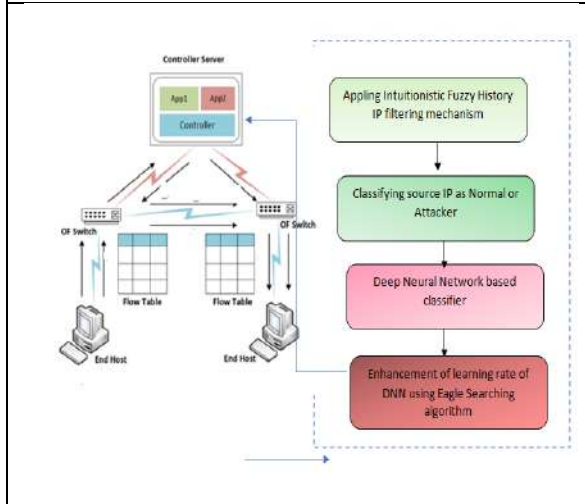 Controller Server
App1 App2
Controller
OF Switch
OF Switch
Flow Table
Flow Table
End Host
End Host
Appling Intuitionistic Fuzzy History
IP filtering mechanism
Classifying source IP as Normal or
Attacker
Deep Neural Network based
classifier
Enhancement of learning rate of
DNN using Eagle Searching
algorithm